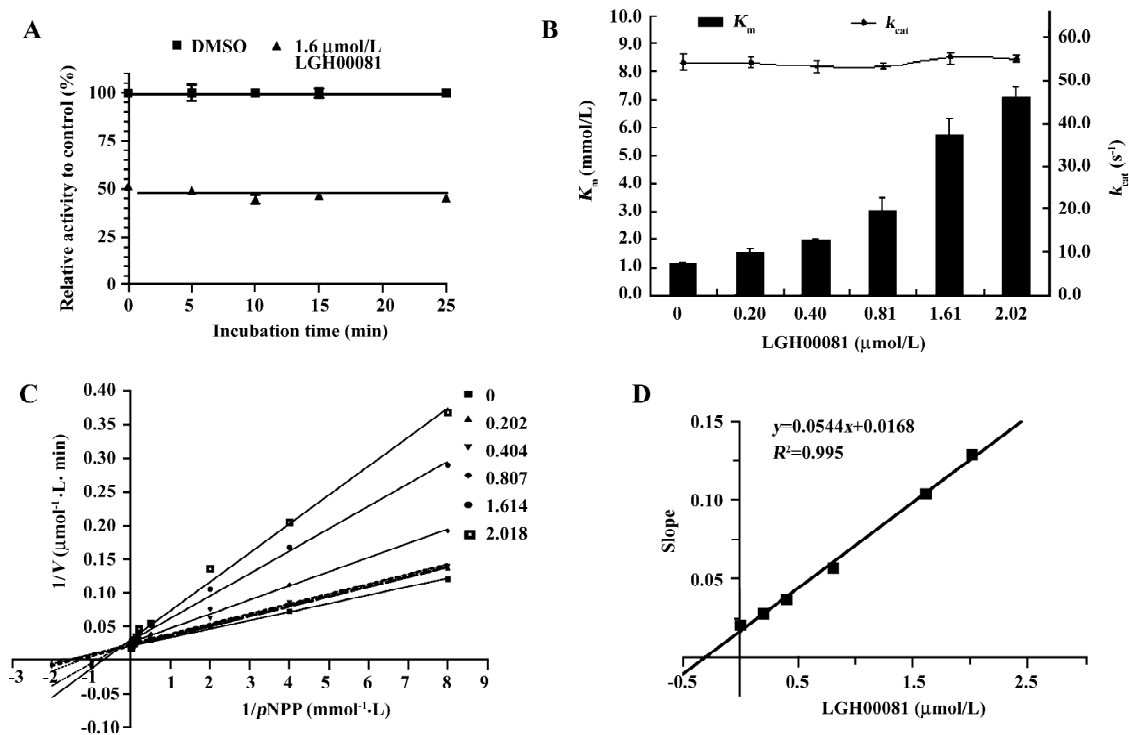 A
DMSO
1.6 μmol/L
LGH00081
Relative activity to control (%)
100
75
50
25
0
0 5 10 15 20 25
Incubation time (min)
B
Km
kcat
10.0
9.0
8.0
7.0
6.0
5.0
4.0
3.0
2.0
1.0
0.0
Km (mmol/L)
60.0
50.0
40.0
30.0
20.0
10.0
0.0
kcat (s⁻¹)
0 0.20 0.40 0.81 1.61 2.02
LGH00081 (μmol/L)
C
0.40
0.35
0.30
0.25
0.20
0.15
0.10
0.05
0
-0.05
-0.10
1/V (μmol⁻¹·L· min)
-3 -2 -1 1 2 3 4 5 6 7 8 9
1/pNPP (mmol⁻¹·L)
0
0.202
0.404
0.807
1.614
2.018
D
0.15
0.10
0.05
Slope
y=0.0544x+0.0168
R²=0.995
-0.5 0.5 1.5 2.5
LGH00081 (μmol/L)